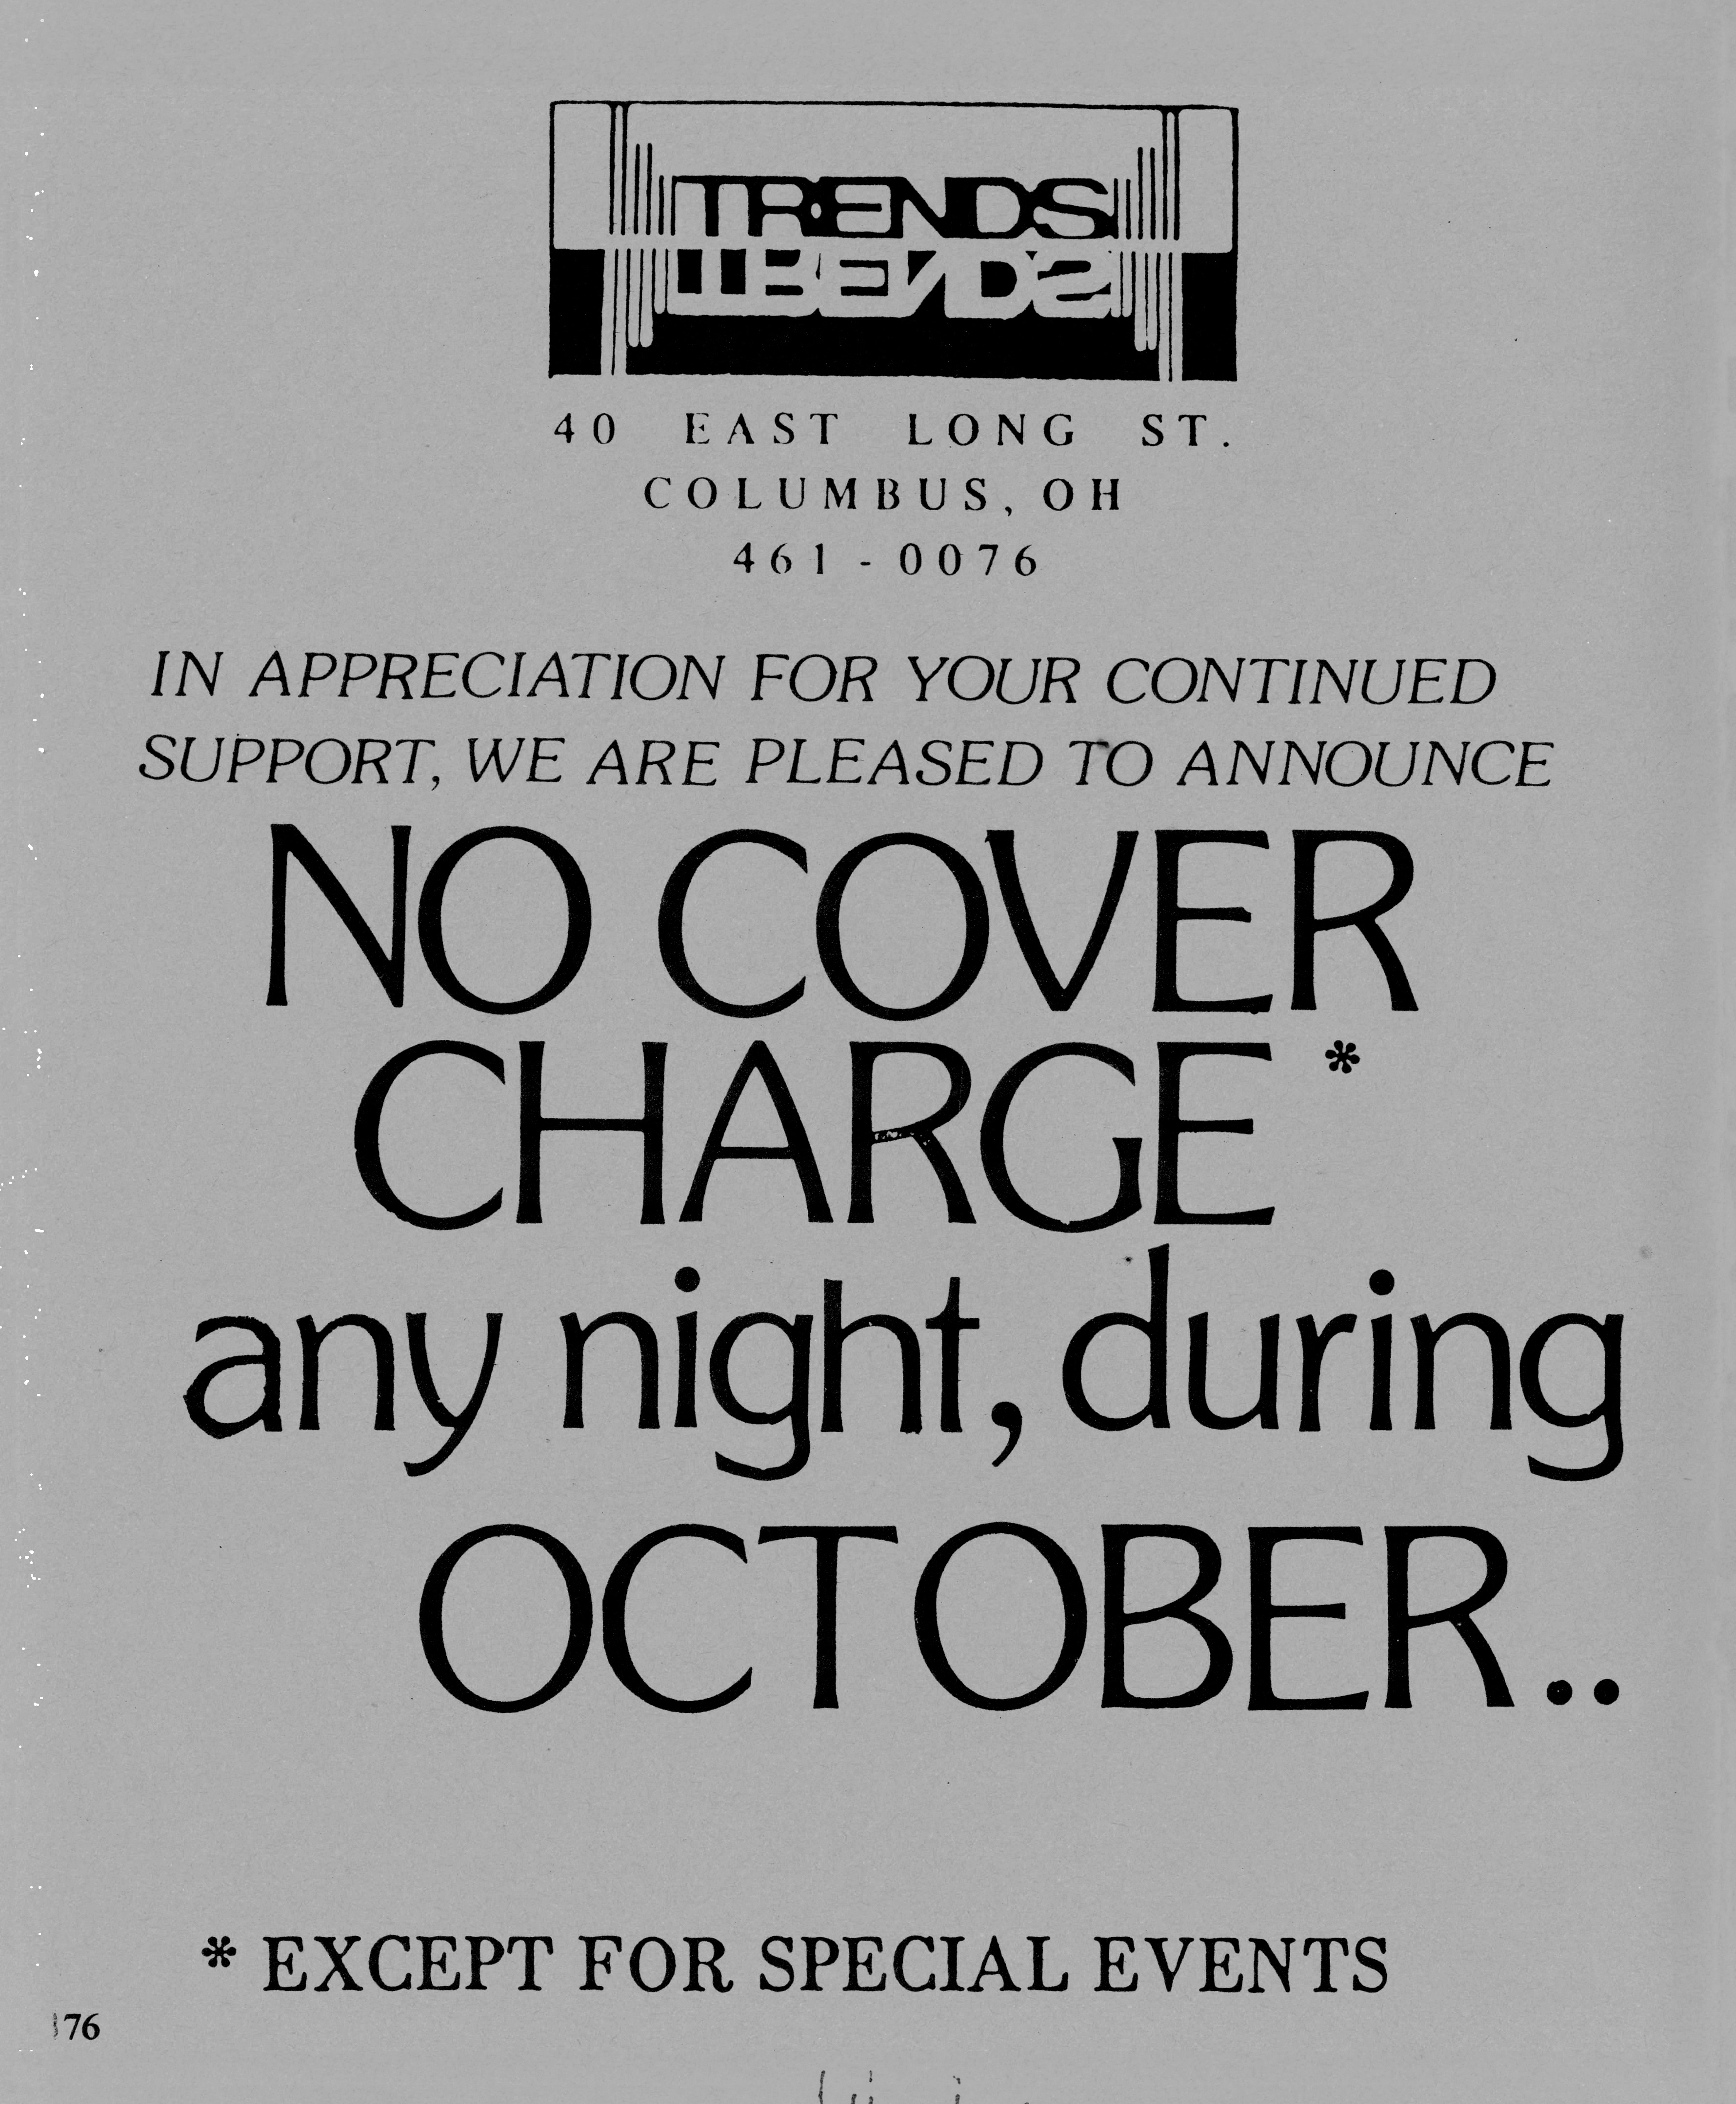 TRENDS
TRENDS
40 EAST LONG ST.
COLUMBUS, OH
461-0076
IN APPRECIATION FOR YOUR CONTINUED
SUPPORT, WE ARE PLEASED TO ANNOUNCE
NO COVER
CHARGE *
any night, during
OCTOBER..
* EXCEPT FOR SPECIAL EVENTS
76